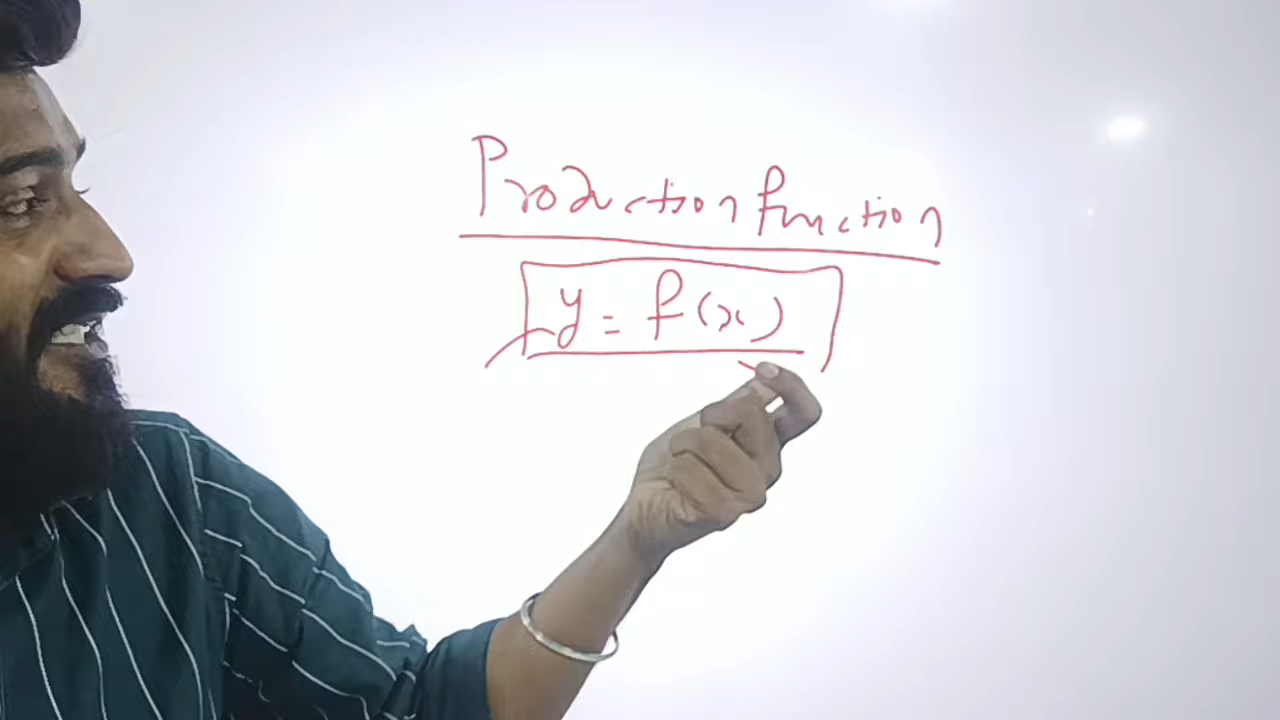 Production function
y = f(x)